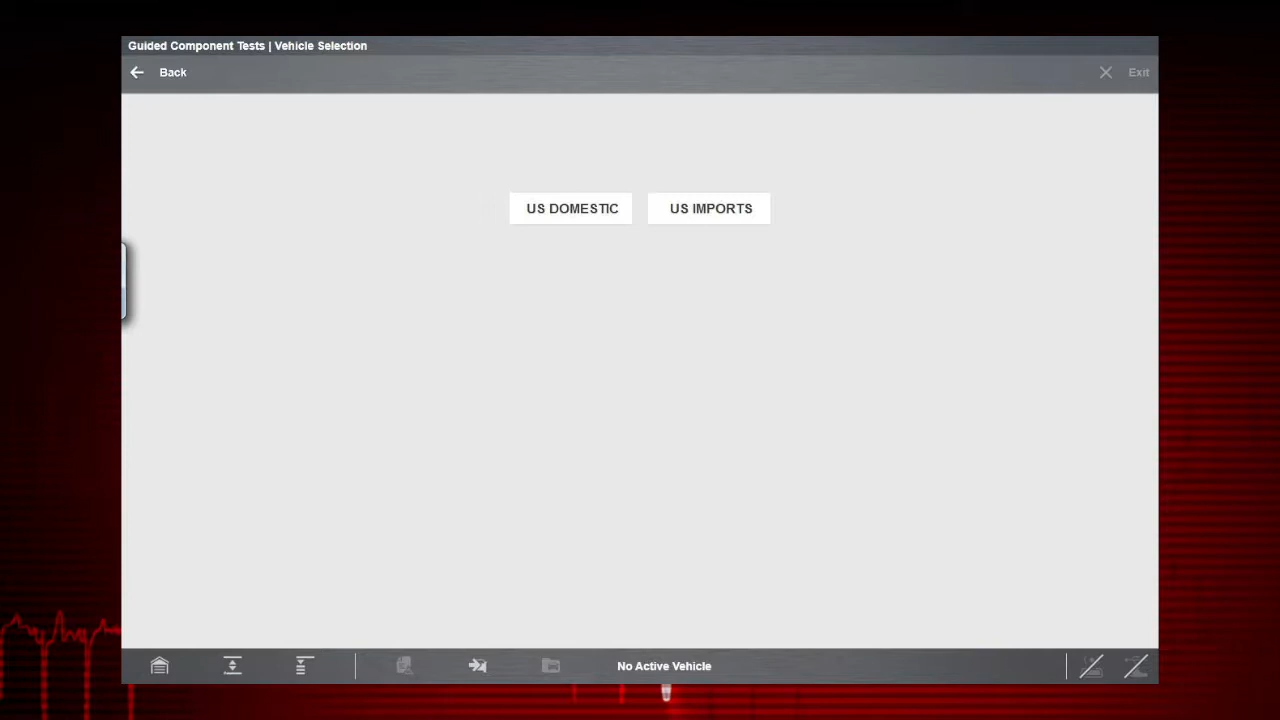 Guided Component Tests | Vehicle Selection
Back
Exit
US DOMESTIC
US IMPORTS
No Active Vehicle